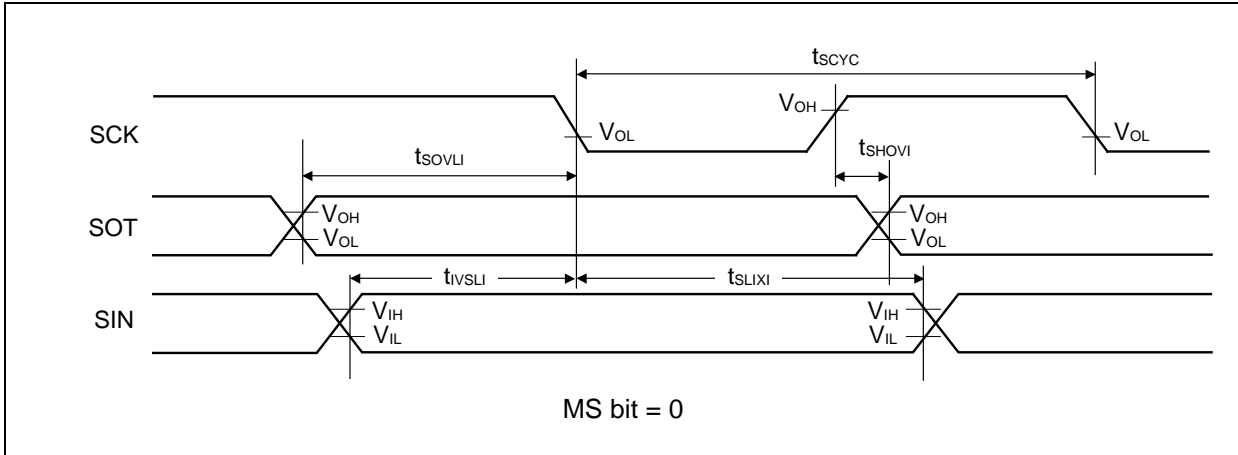 tSCYC
SCK
VOH
VOL
VOL
tSOVLI
tSHOVI
SOT
VOH
VOL
VOH
VOL
tIVSLI
tSLIXI
SIN
VIH
VIL
VIH
VIL
MS bit = 0